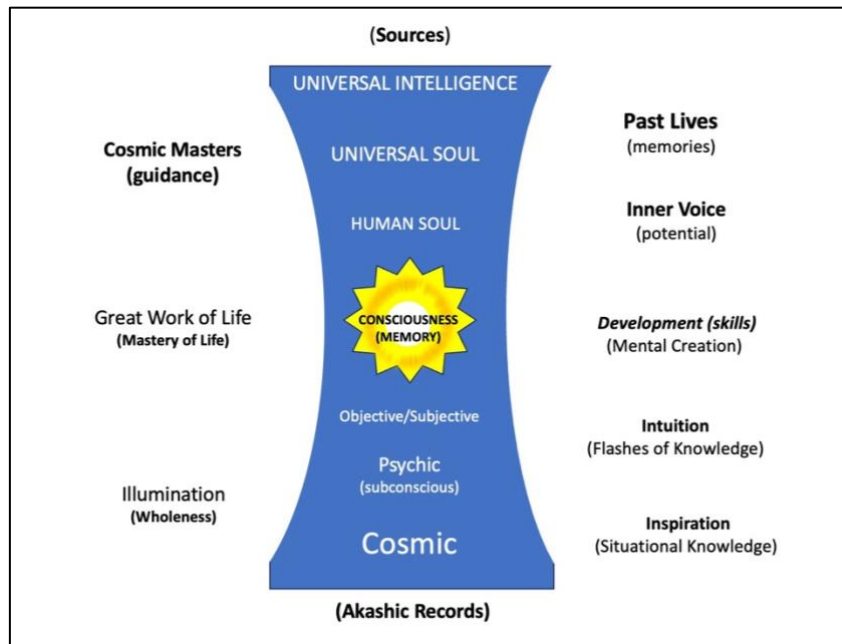 (Sources)
UNIVERSAL INTELLIGENCE
UNIVERSAL SOUL
HUMAN SOUL
CONSCIOUSNESS
(MEMORY)
Objective/Subjective
Psychic
(subconscious)
Cosmic
(Akashic Records)
Cosmic Masters
(guidance)
Great Work of Life
(Mastery of Life)
Illumination
(Wholeness)
Past Lives
(memories)
Inner Voice
(potential)
Development (skills)
(Mental Creation)
Intuition
(Flashes of Knowledge)
Inspiration
(Situational Knowledge)